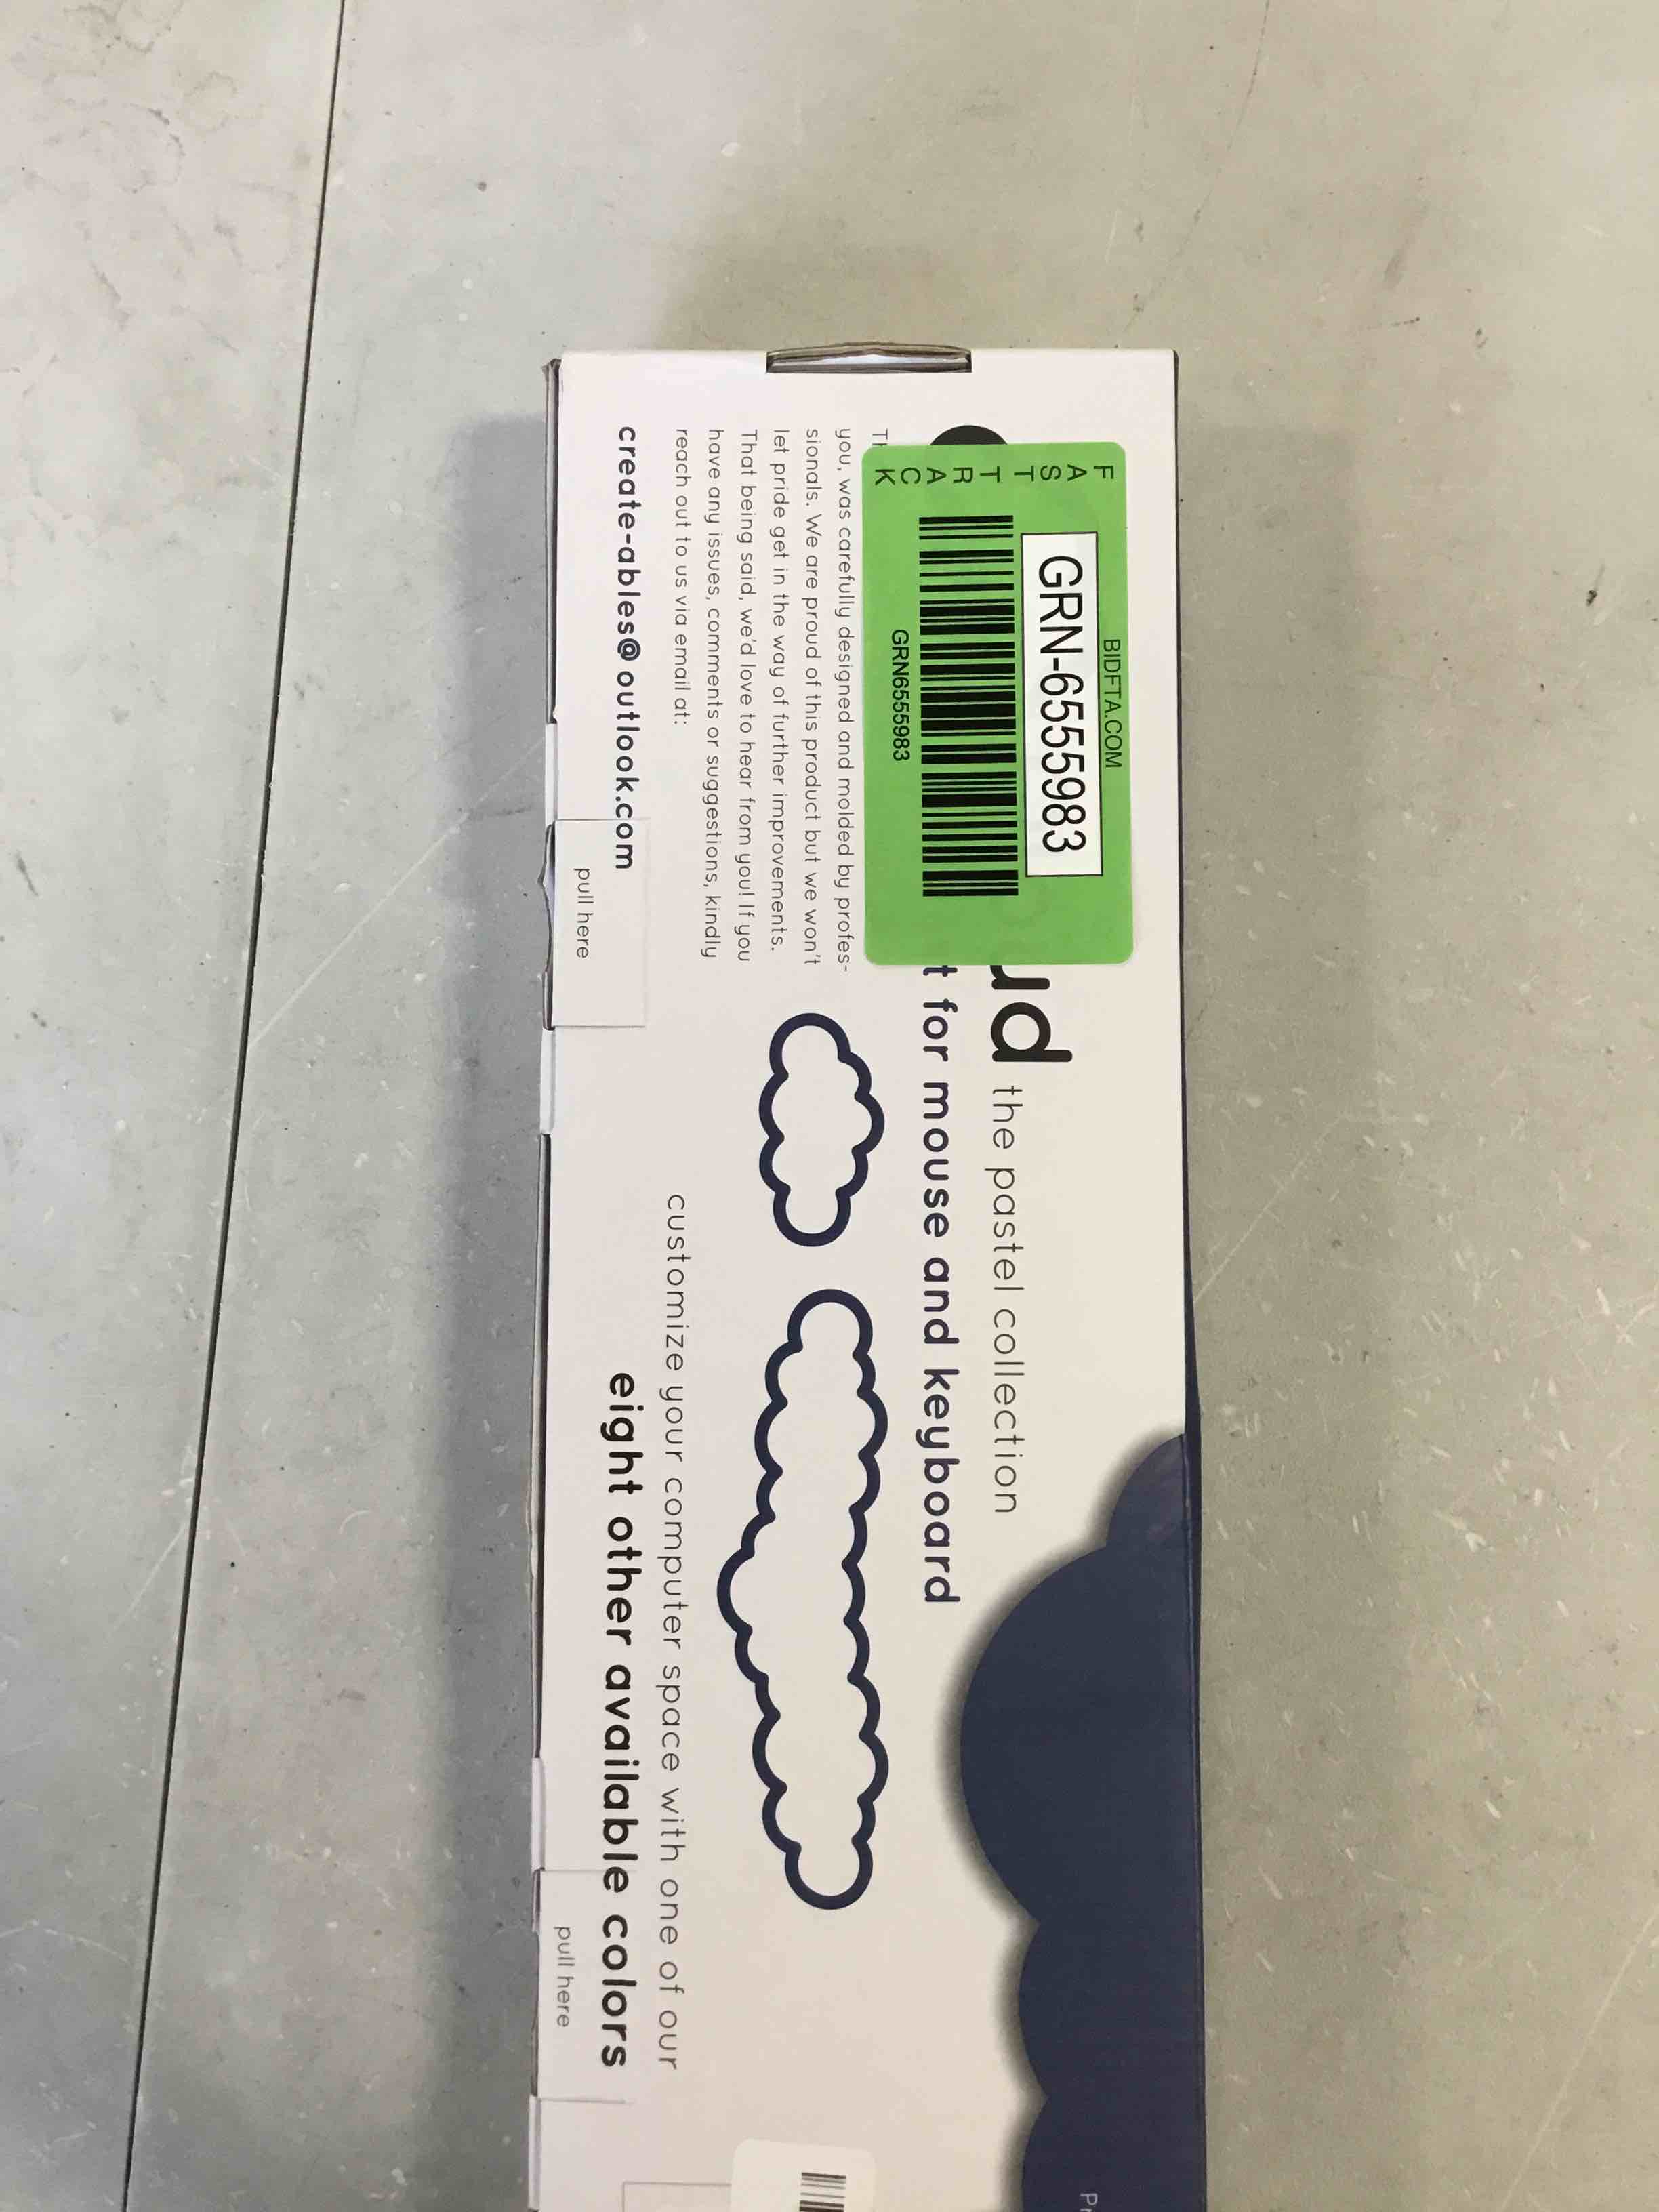 FAST TRACK
BIDFTA.COM
GRN-6555983
GRN6555983
ud the pastel collection
t for mouse and keyboard
Th
you, was carefully designed and molded by profes-
sionals. We are proud of this product but we won't
let pride get in the way of further improvements.
That being said, we'd love to hear from you! If you
have any issues, comments or suggestions, kindly
reach out to us via email at:
create-ables@outlook.com
pull here
customize your computer space with one of our
eight other available colors
pull here